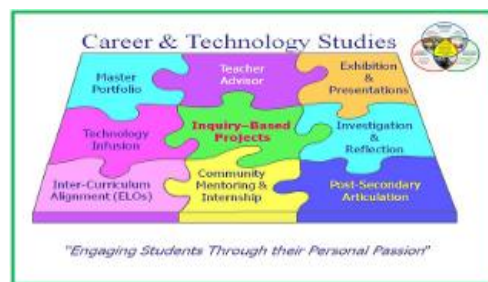 Career & Technology Studies
Master
Portfolio
Teacher
Advisor
Exhibition
&
Presentations
Technology
Infusion
Inquiry-Based
Projects
Investigation
&
Reflection
Inter-Curriculum
Alignment (ELOs)
Community
Mentoring &
Internship
Post-Secondary
Articulation
"Engaging Students Through their Personal Passion"